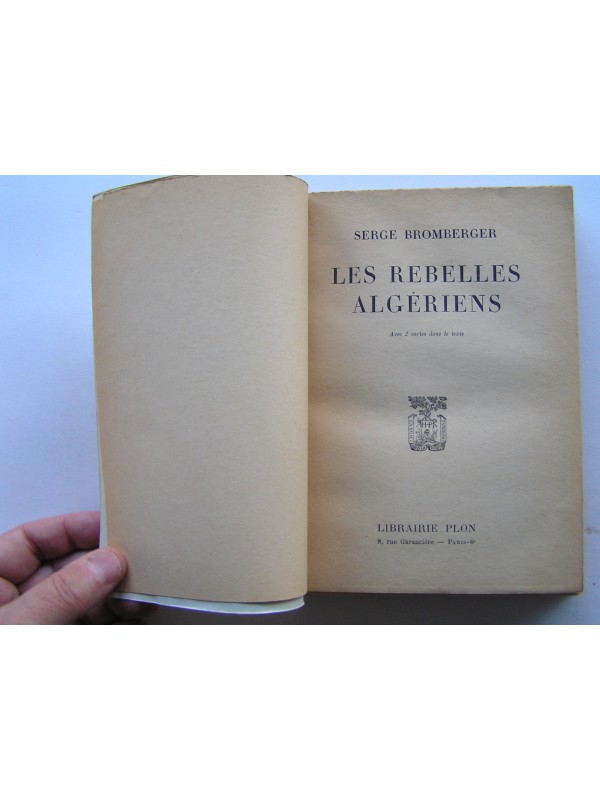 SERGE BROMBERGER
LES REBELLES
ALGÉRIENS
Avec 2 cartes dans le texte
H P
LIBRAIRIE PLON
8, rue Garancière — PARIS-6e